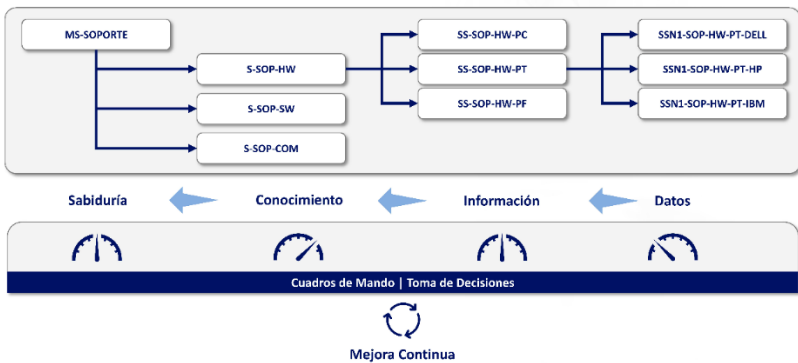 MS-SOPORTE
SS-SOP-HW-PC
SSN1-SOP-HW-PT-DELL
S-SOP-HW
SS-SOP-HW-PT
SSN1-SOP-HW-PT-HP
S-SOP-SW
SS-SOP-HW-PF
SSN1-SOP-HW-PT-IBM
S-SOP-COM
Sabiduría
Conocimiento
Información
Datos
Cuadros de Mando | Toma de Decisiones
Mejora Continua